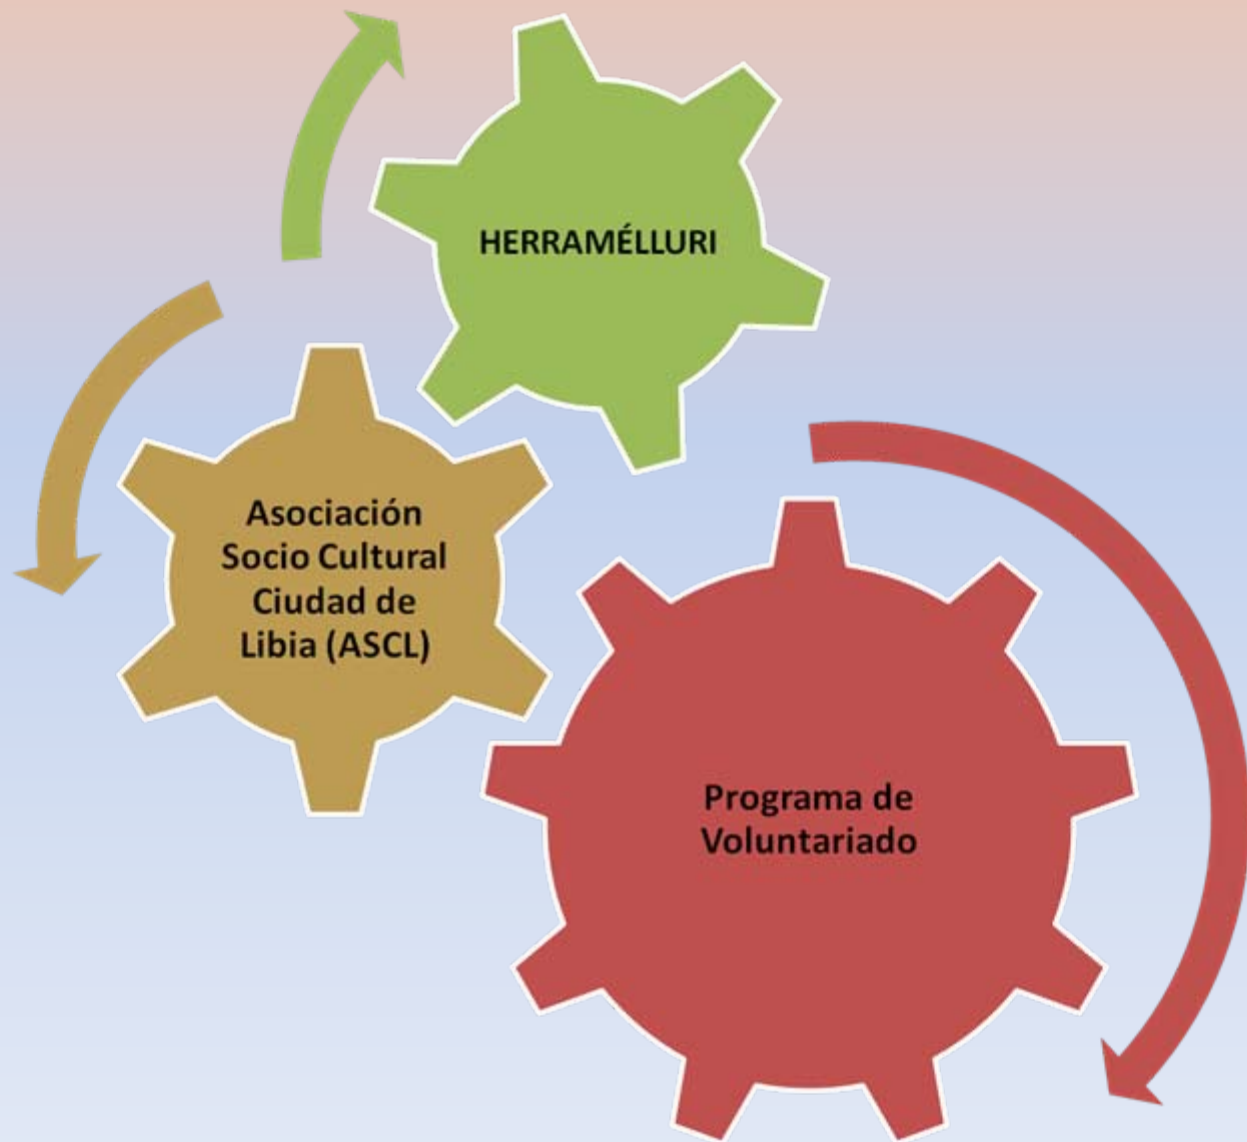 HERRAMÉLLURI
Asociación
Socio Cultural
Ciudad de
Libia (ASCL)
Programa de
Voluntariado